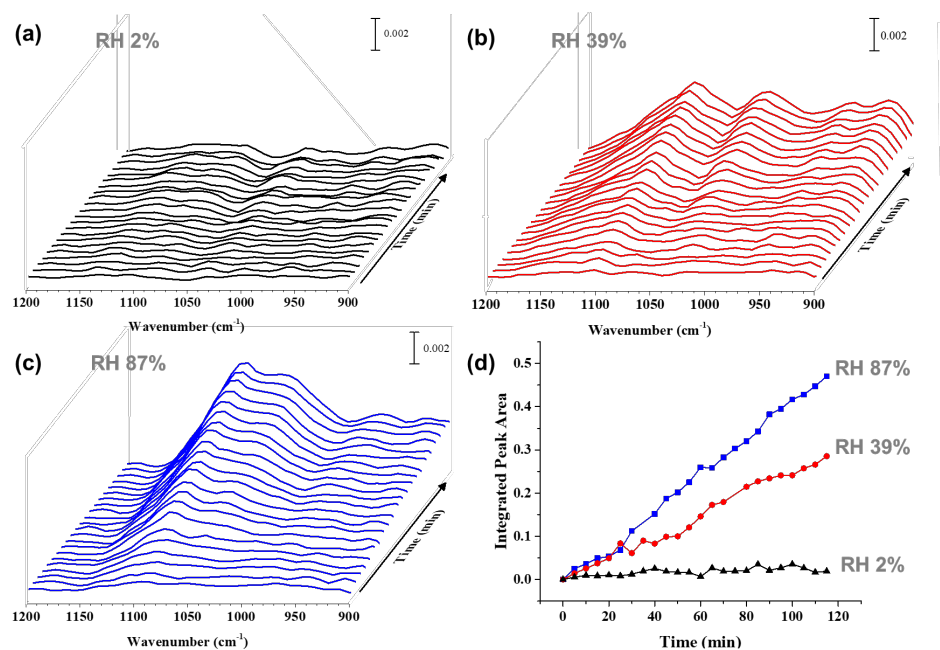 (a)
RH 2%
0.002
Time (min)
1200 1150 1100 1050 1000 950 900
Wavenumber (cm⁻¹)
(b)
RH 39%
0.002
Time (min)
1200 1150 1100 1050 1000 950 900
Wavenumber (cm⁻¹)
(c)
RH 87%
0.002
Time (min)
1200 1150 1100 1050 1000 950 900
Wavenumber (cm⁻¹)
(d)
RH 87%
RH 39%
RH 2%
Integrated Peak Area
0.5
0.4
0.3
0.2
0.1
0.0
0 20 40 60 80 100 120
Time (min)